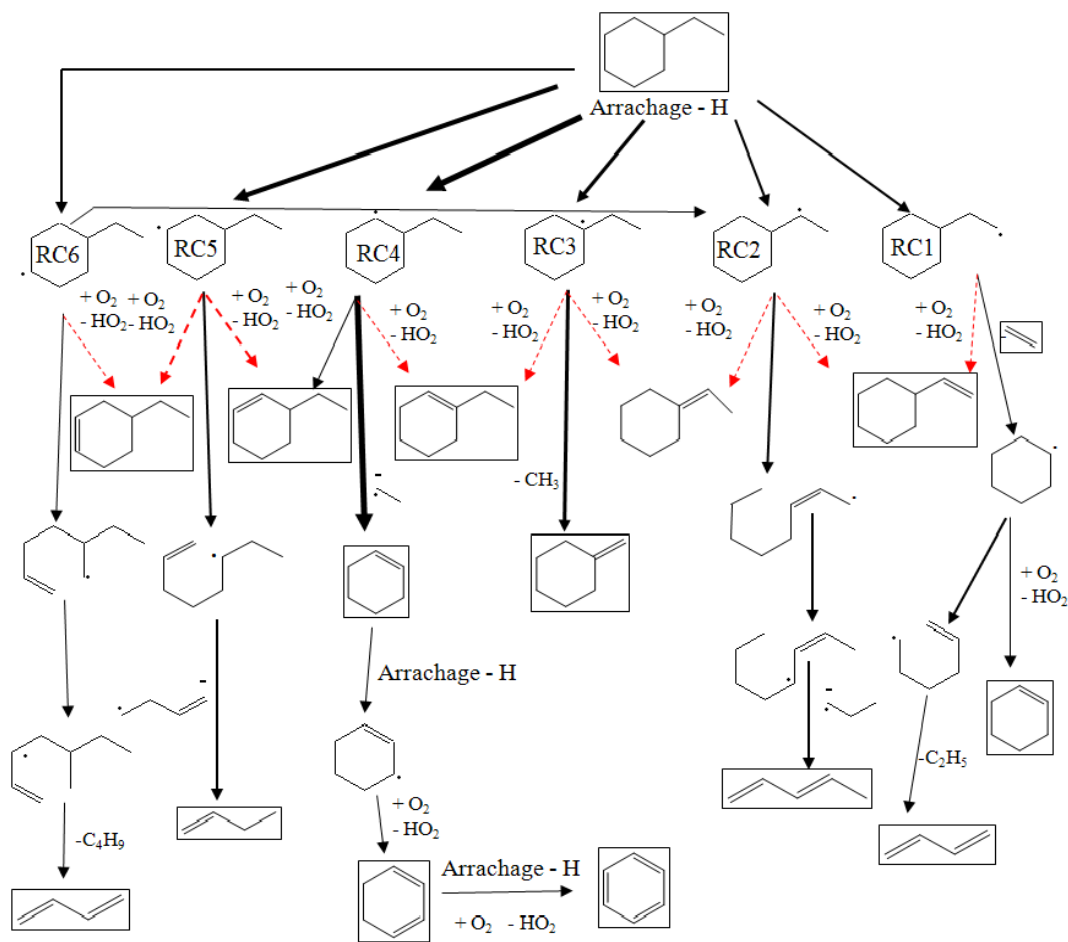 Arrachage - H
RC6
RC5
RC4
RC3
RC2
RC1
+ O₂
- HO₂
+ O₂
- HO₂
+ O₂
- HO₂
+ O₂
- HO₂
+ O₂
- HO₂
+ O₂
- HO₂
+ O₂
- HO₂
+ O₂
- HO₂
+ O₂
- HO₂
+ O₂
- HO₂
-
-
- CH₃
+ O₂
- HO₂
Arrachage - H
-
-
-C₂H₅
+ O₂
- HO₂
-C₄H₉
Arrachage - H
+ O₂ - HO₂